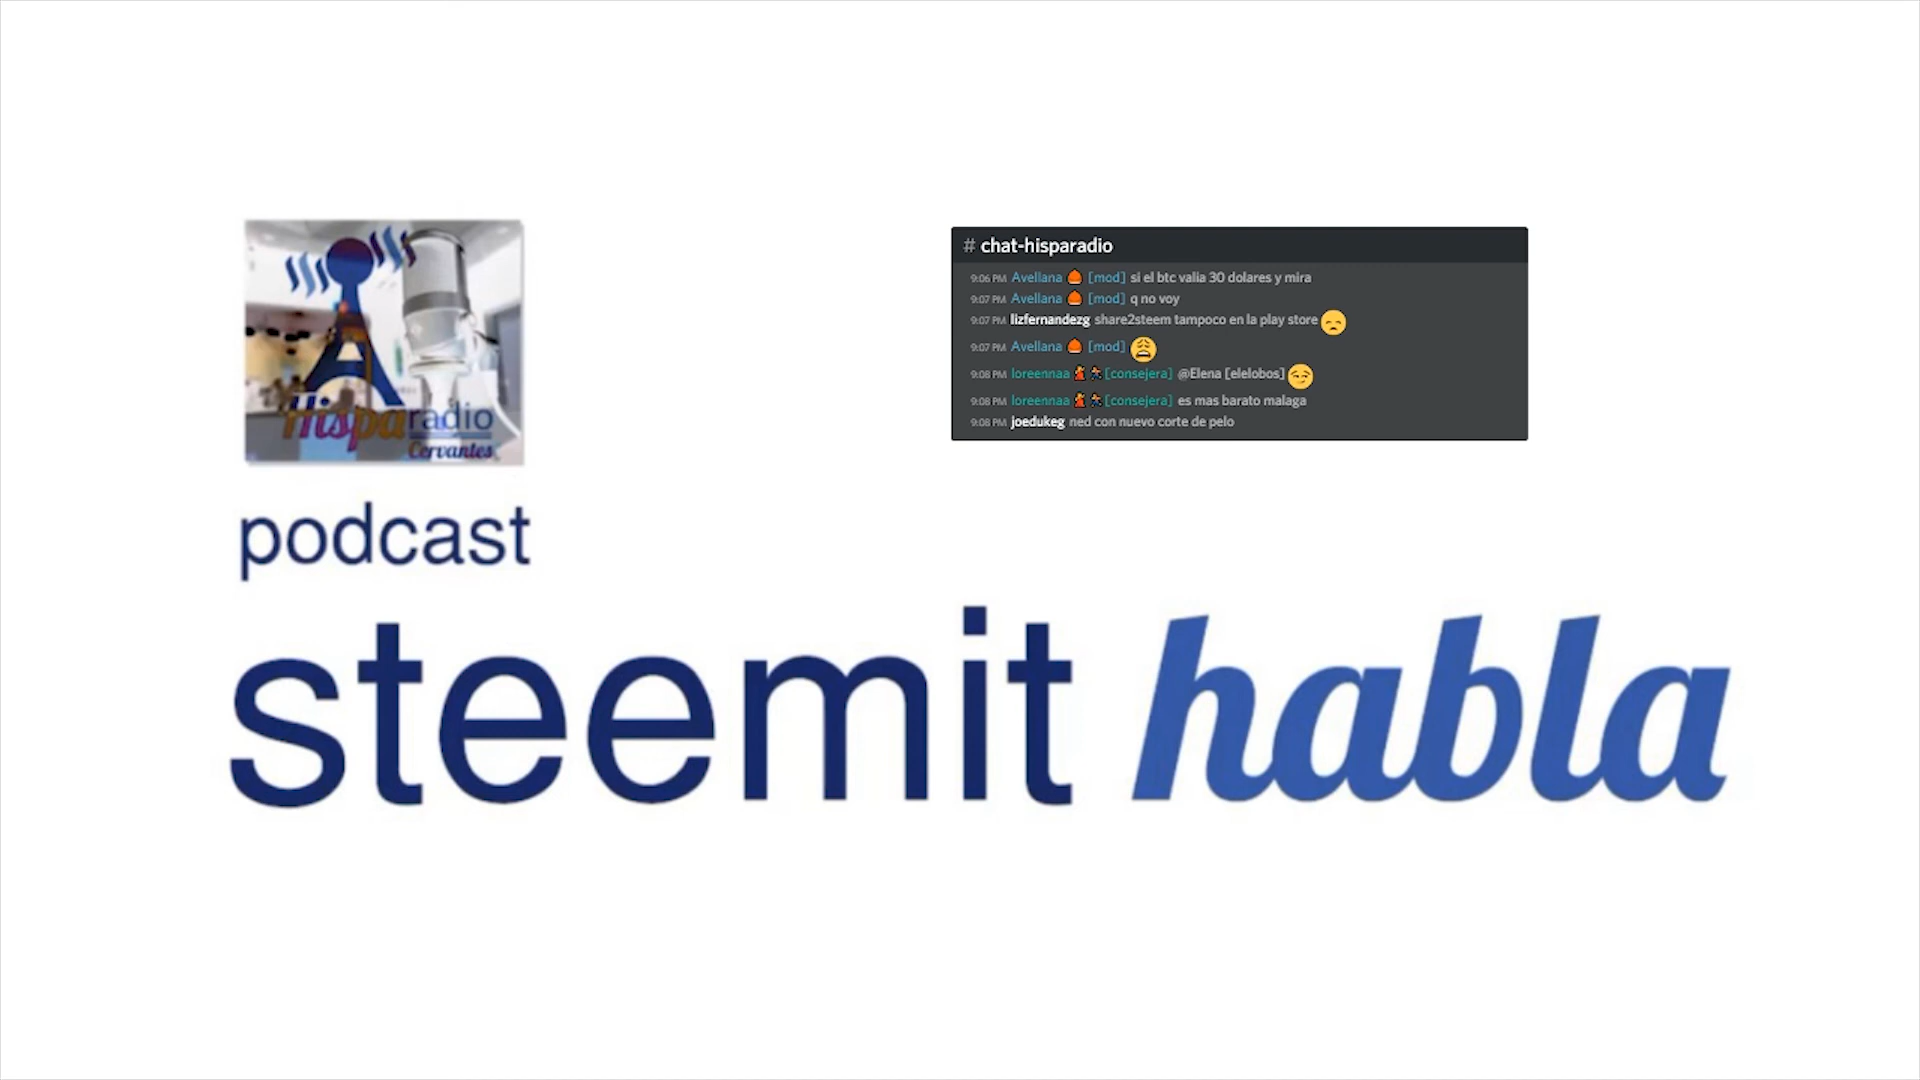 Hisparadio
Cervantes
podcast
steemit habla
# chat-hisparadio
9:06 PM Avellana [mod] si el btc valia 30 dolares y mira
9:07 PM Avellana [mod] q no voy
9:07 PM lizfernandezg share2steem tampoco en la play store
9:07 PM Avellana [mod]
9:08 PM loreennaa [consejera] @Elena [elelobos]
9:08 PM loreennaa [consejera] es mas barato malaga
9:08 PM joedukeg ned con nuevo corte de pelo